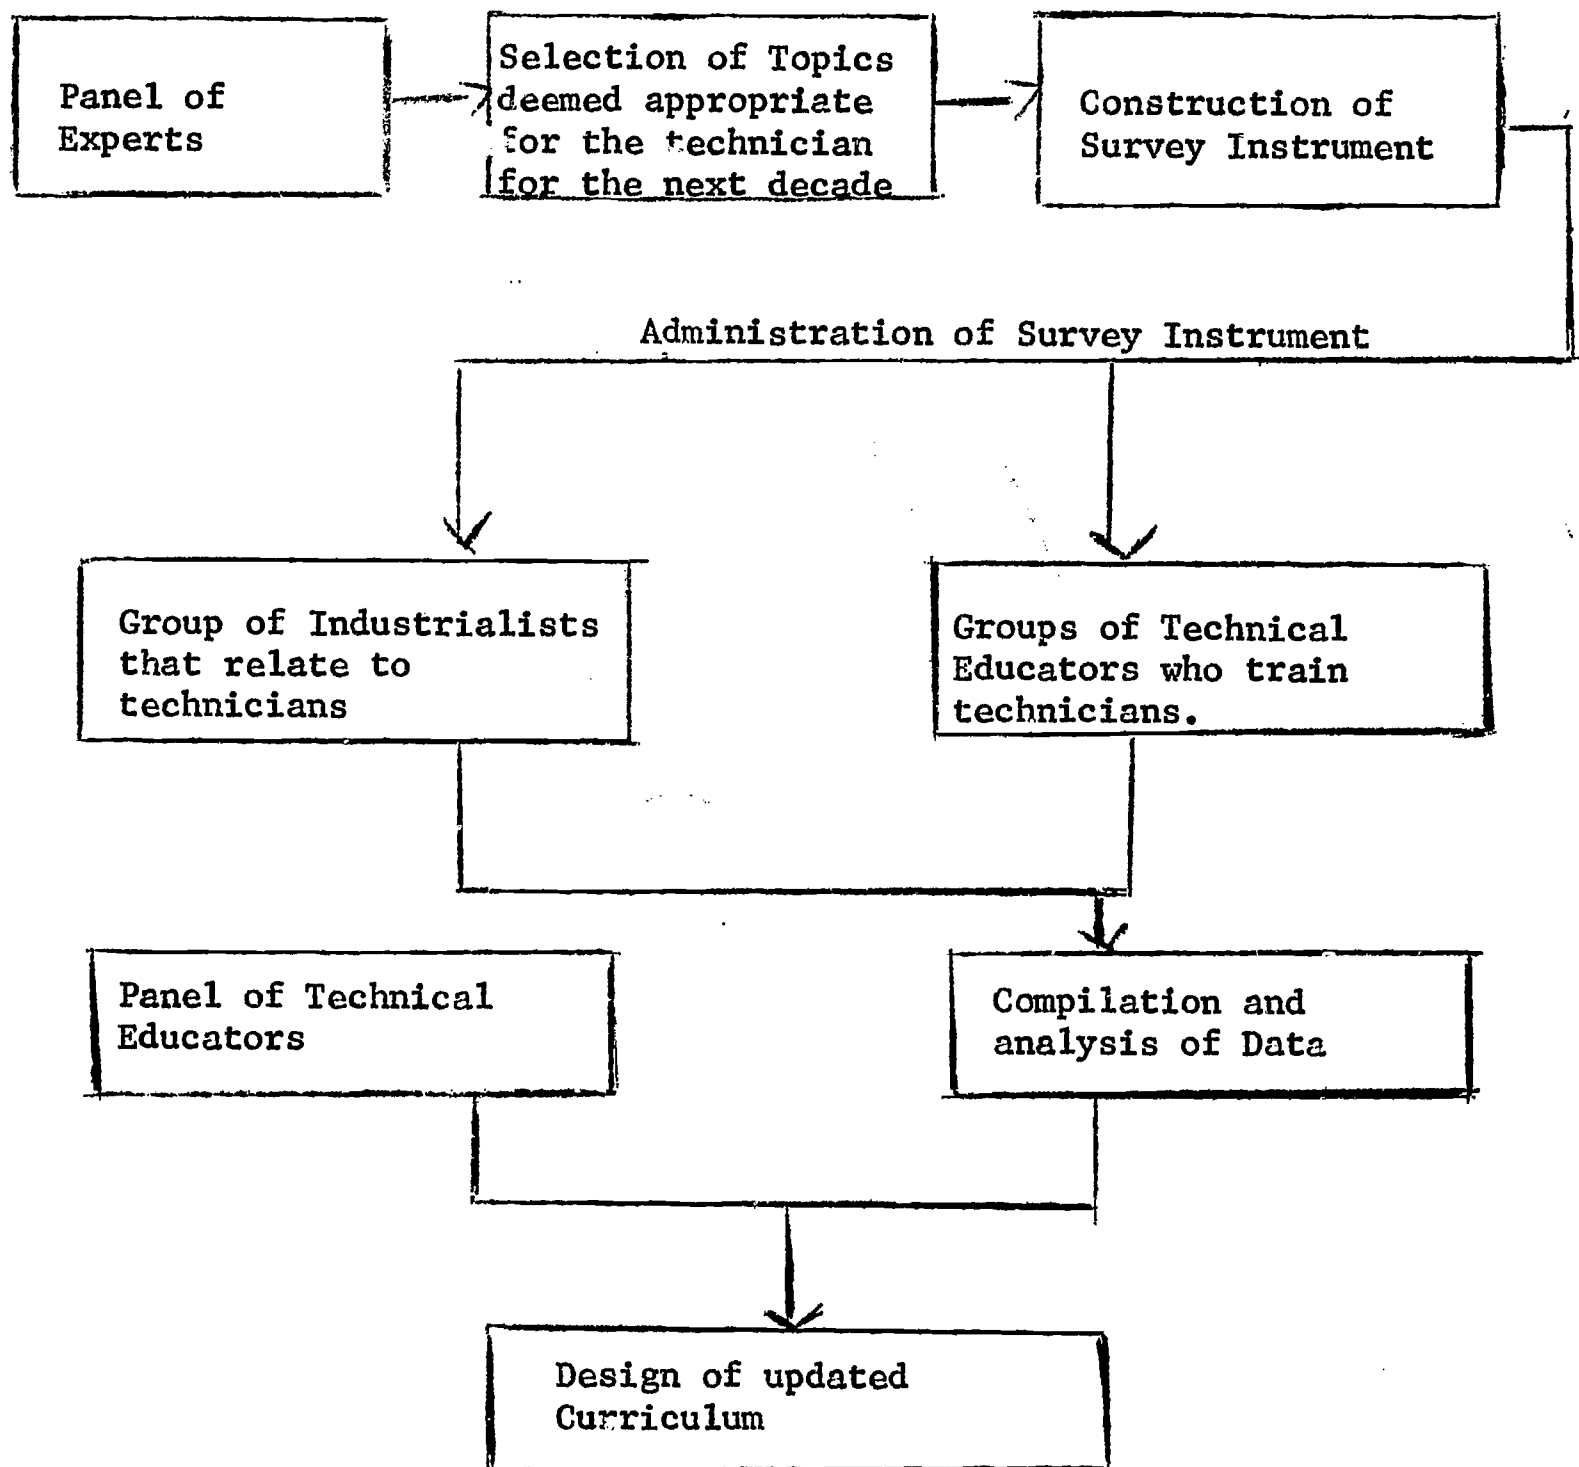 Panel of
Experts
Selection of Topics
deemed appropriate
for the technician
for the next decade
Construction of
Survey Instrument
Administration of Survey Instrument
Group of Industrialists
that relate to
technicians
Groups of Technical
Educators who train
technicians.
Panel of Technical
Educators
Compilation and
analysis of Data
Design of updated
Curriculum